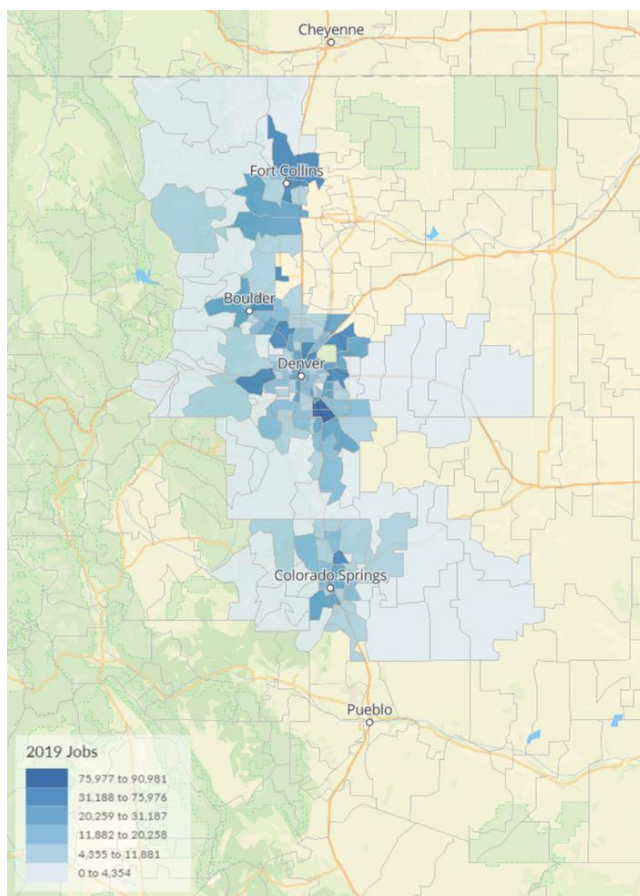 Cheyenne
Fort Collins
Boulder
Denver
Colorado Springs
Pueblo
2019 Jobs
75,977 to 90,981
31,188 to 75,976
20,259 to 31,187
11,882 to 20,258
4,355 to 11,881
0 to 4,354